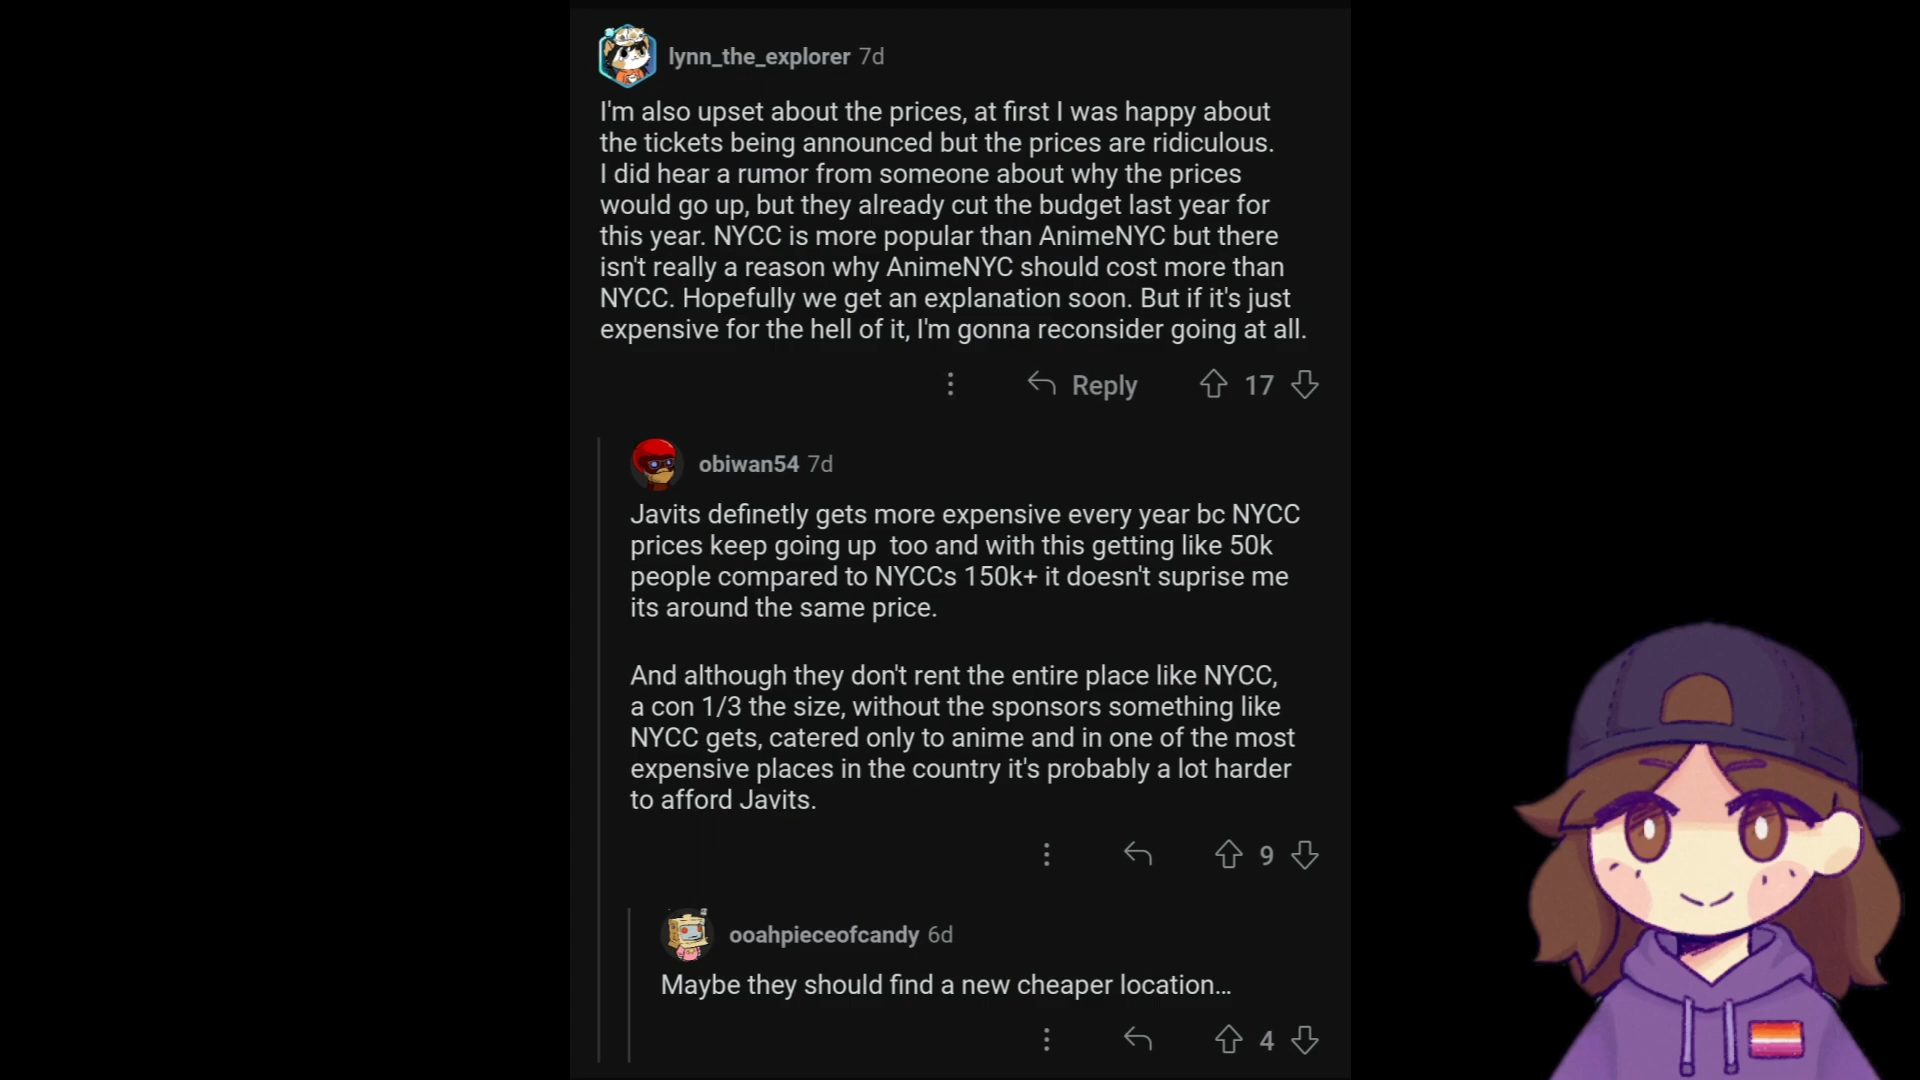 lynn_the_explorer 7d
I'm also upset about the prices, at first I was happy about
the tickets being announced but the prices are ridiculous.
I did hear a rumor from someone about why the prices
would go up, but they already cut the budget last year for
this year. NYCC is more popular than AnimeNYC but there
isn't really a reason why AnimeNYC should cost more than
NYCC. Hopefully we get an explanation soon. But if it's just
expensive for the hell of it, I'm gonna reconsider going at all.
Reply 17
obiwan54 7d
Javits definetly gets more expensive every year bc NYCC
prices keep going up  too and with this getting like 50k
people compared to NYCCs 150k+ it doesn't suprise me
its around the same price.
And although they don't rent the entire place like NYCC,
a con 1/3 the size, without the sponsors something like
NYCC gets, catered only to anime and in one of the most
expensive places in the country it's probably a lot harder
to afford Javits.
9
ooahpieceofcandy 6d
Maybe they should find a new cheaper location...
4